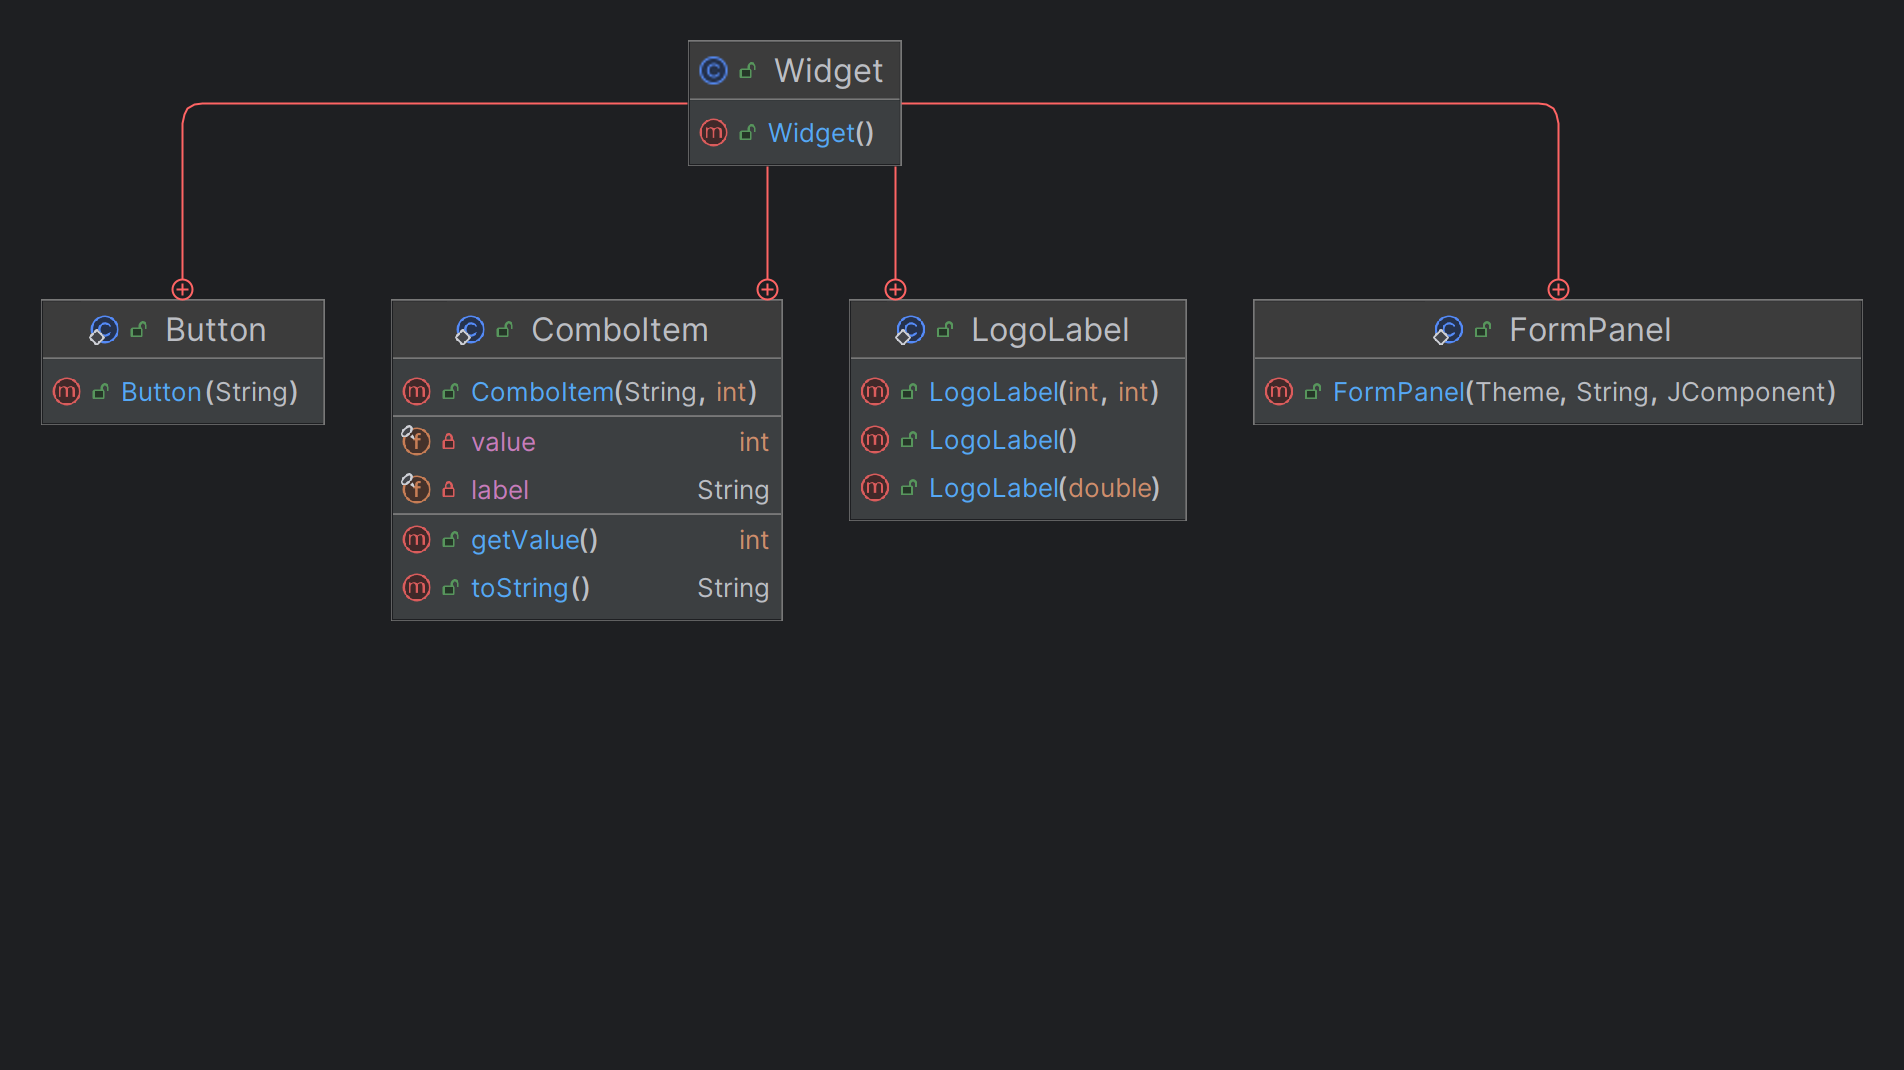 Widget
Widget()
Button
Button(String)
ComboItem
ComboItem(String, int)
value int
label String
getValue() int
toString() String
LogoLabel
LogoLabel(int, int)
LogoLabel()
LogoLabel(double)
FormPanel
FormPanel(Theme, String, JComponent)